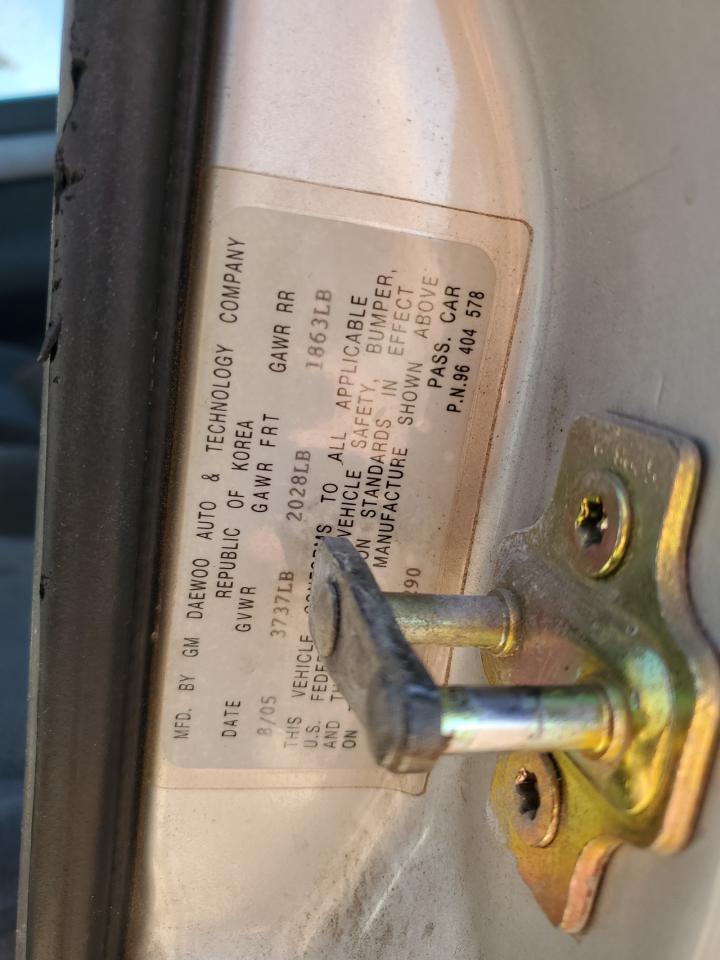 MFD. BY GM DAEWOO AUTO & TECHNOLOGY COMPANY
REPUBLIC OF KOREA
DATE GVWR GAWR FRT GAWR RR
8/05 3737LB 2028LB 1863LB
THIS VEHICLE TO ALL APPLICABLE
U.S. VEHICLE SAFETY, BUMPER,
AND STANDARDS IN EFFECT
ON MANUFACTURE SHOWN ABOVE
PASS. CAR
290 P.N.96 404 578